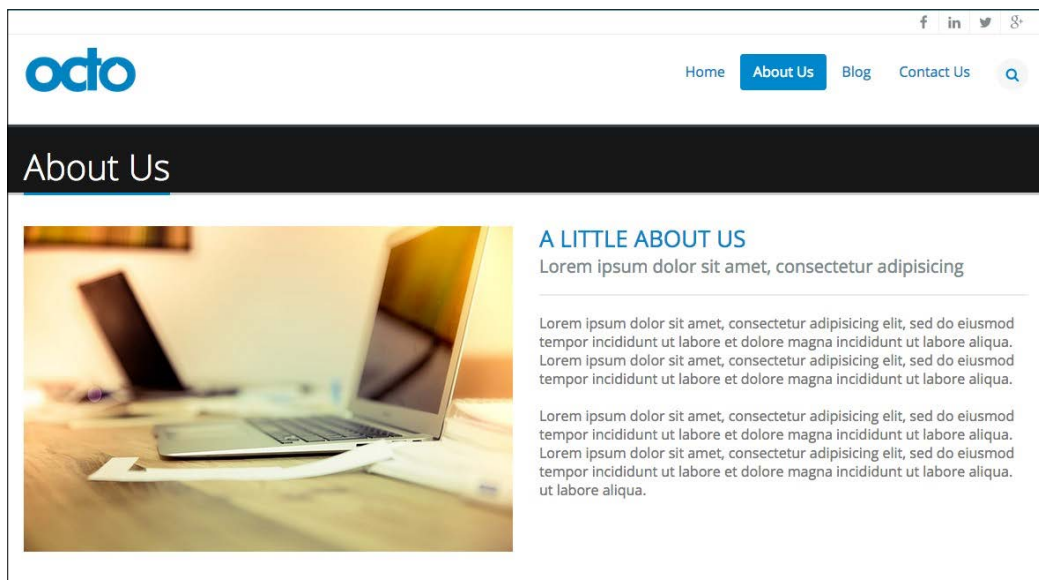 octo
Home About Us Blog Contact Us
About Us
A LITTLE ABOUT US
Lorem ipsum dolor sit amet, consectetur adipisicing
Lorem ipsum dolor sit amet, consectetur adipisicing elit, sed do eiusmod
tempor incididunt ut labore et dolore magna incididunt ut labore aliqua.
Lorem ipsum dolor sit amet, consectetur adipisicing elit, sed do eiusmod
tempor incididunt ut labore et dolore magna incididunt ut labore aliqua.
Lorem ipsum dolor sit amet, consectetur adipisicing elit, sed do eiusmod
tempor incididunt ut labore et dolore magna incididunt ut labore aliqua.
Lorem ipsum dolor sit amet, consectetur adipisicing elit, sed do eiusmod
tempor incididunt ut labore et dolore magna incididunt ut labore aliqua.
ut labore aliqua.